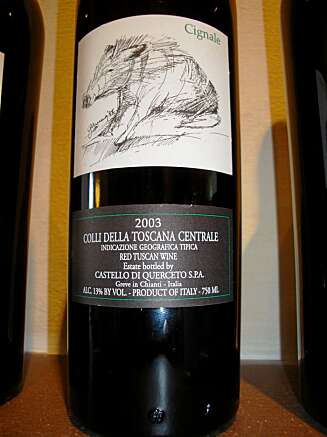 Cignale
2003
COLLI DELLA TOSCANA CENTRALE
INDICAZIONE GEOGRAFICA TIPICA
RED TUSCAN WINE
Estate bottled by
CASTELLO DI QUERCETO S.P.A.
Greve in Chianti - Italia
ALC. 13% BY VOL. - PRODUCT OF ITALY - 750 ML